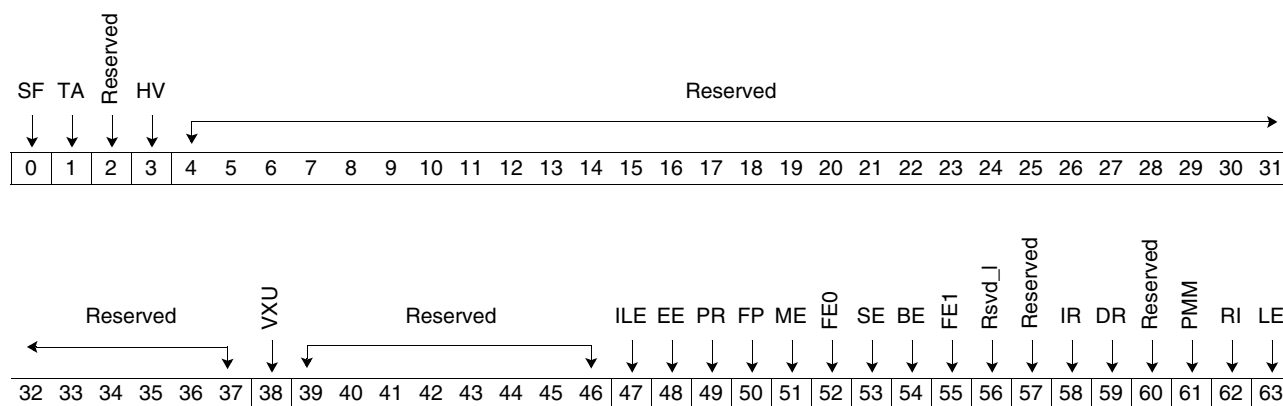 SF TA Reserved HV Reserved
0 1 2 3 4 5 6 7 8 9 10 11 12 13 14 15 16 17 18 19 20 21 22 23 24 25 26 27 28 29 30 31
Reserved VXU Reserved ILE EE PR FP ME FE0 SE BE FE1 Rsvd_I Reserved IR DR Reserved PMM RI LE
32 33 34 35 36 37 38 39 40 41 42 43 44 45 46 47 48 49 50 51 52 53 54 55 56 57 58 59 60 61 62 63